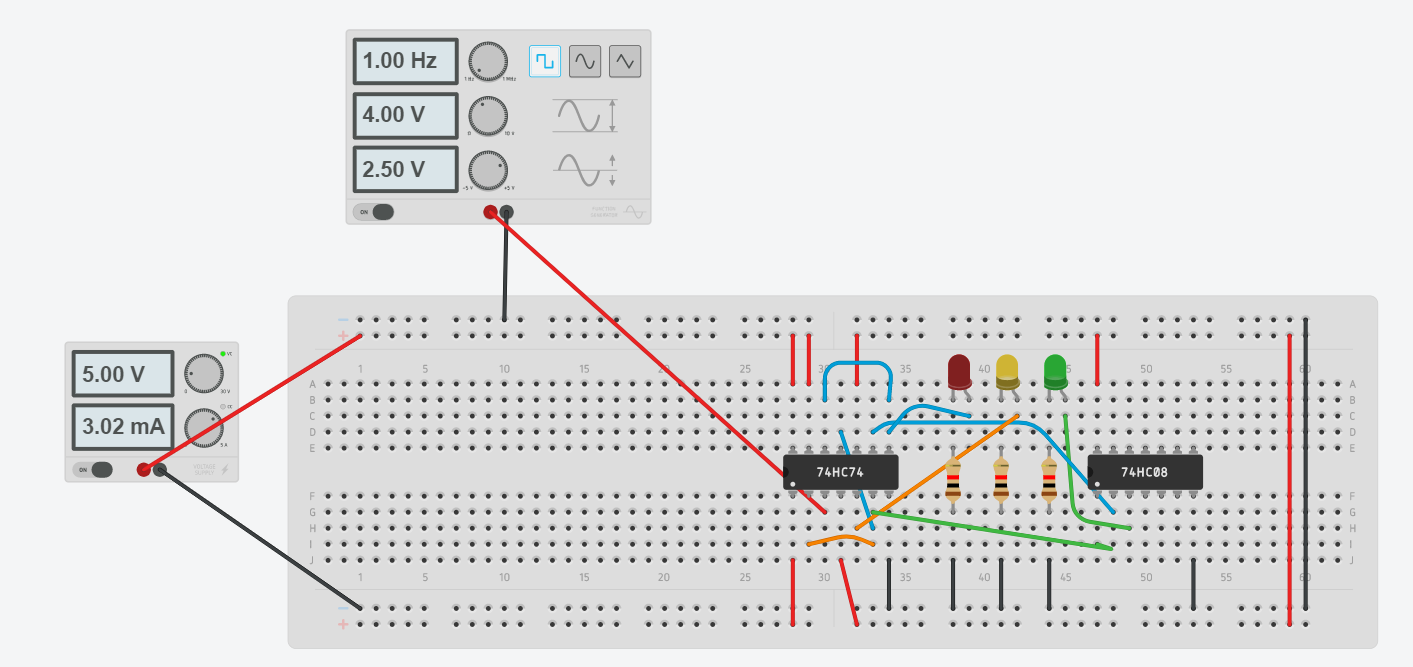 1.00 Hz
1 Hz 1 MHz
4.00 V
0 10 V
2.50 V
-5 V +5 V
ON
FUNCTION
GENERATOR
5.00 V
0 30 V
3.02 mA
5 A
ON
VOLTAGE
SUPPLY
−
+
1 5 10 15 20 25 30 35 40 45 50 55 60
A A
B B
C C
D D
E E
74HC74 74HC08
F F
G G
H H
I I
J J
1 5 10 15 20 25 30 35 40 45 50 55 60
−
+